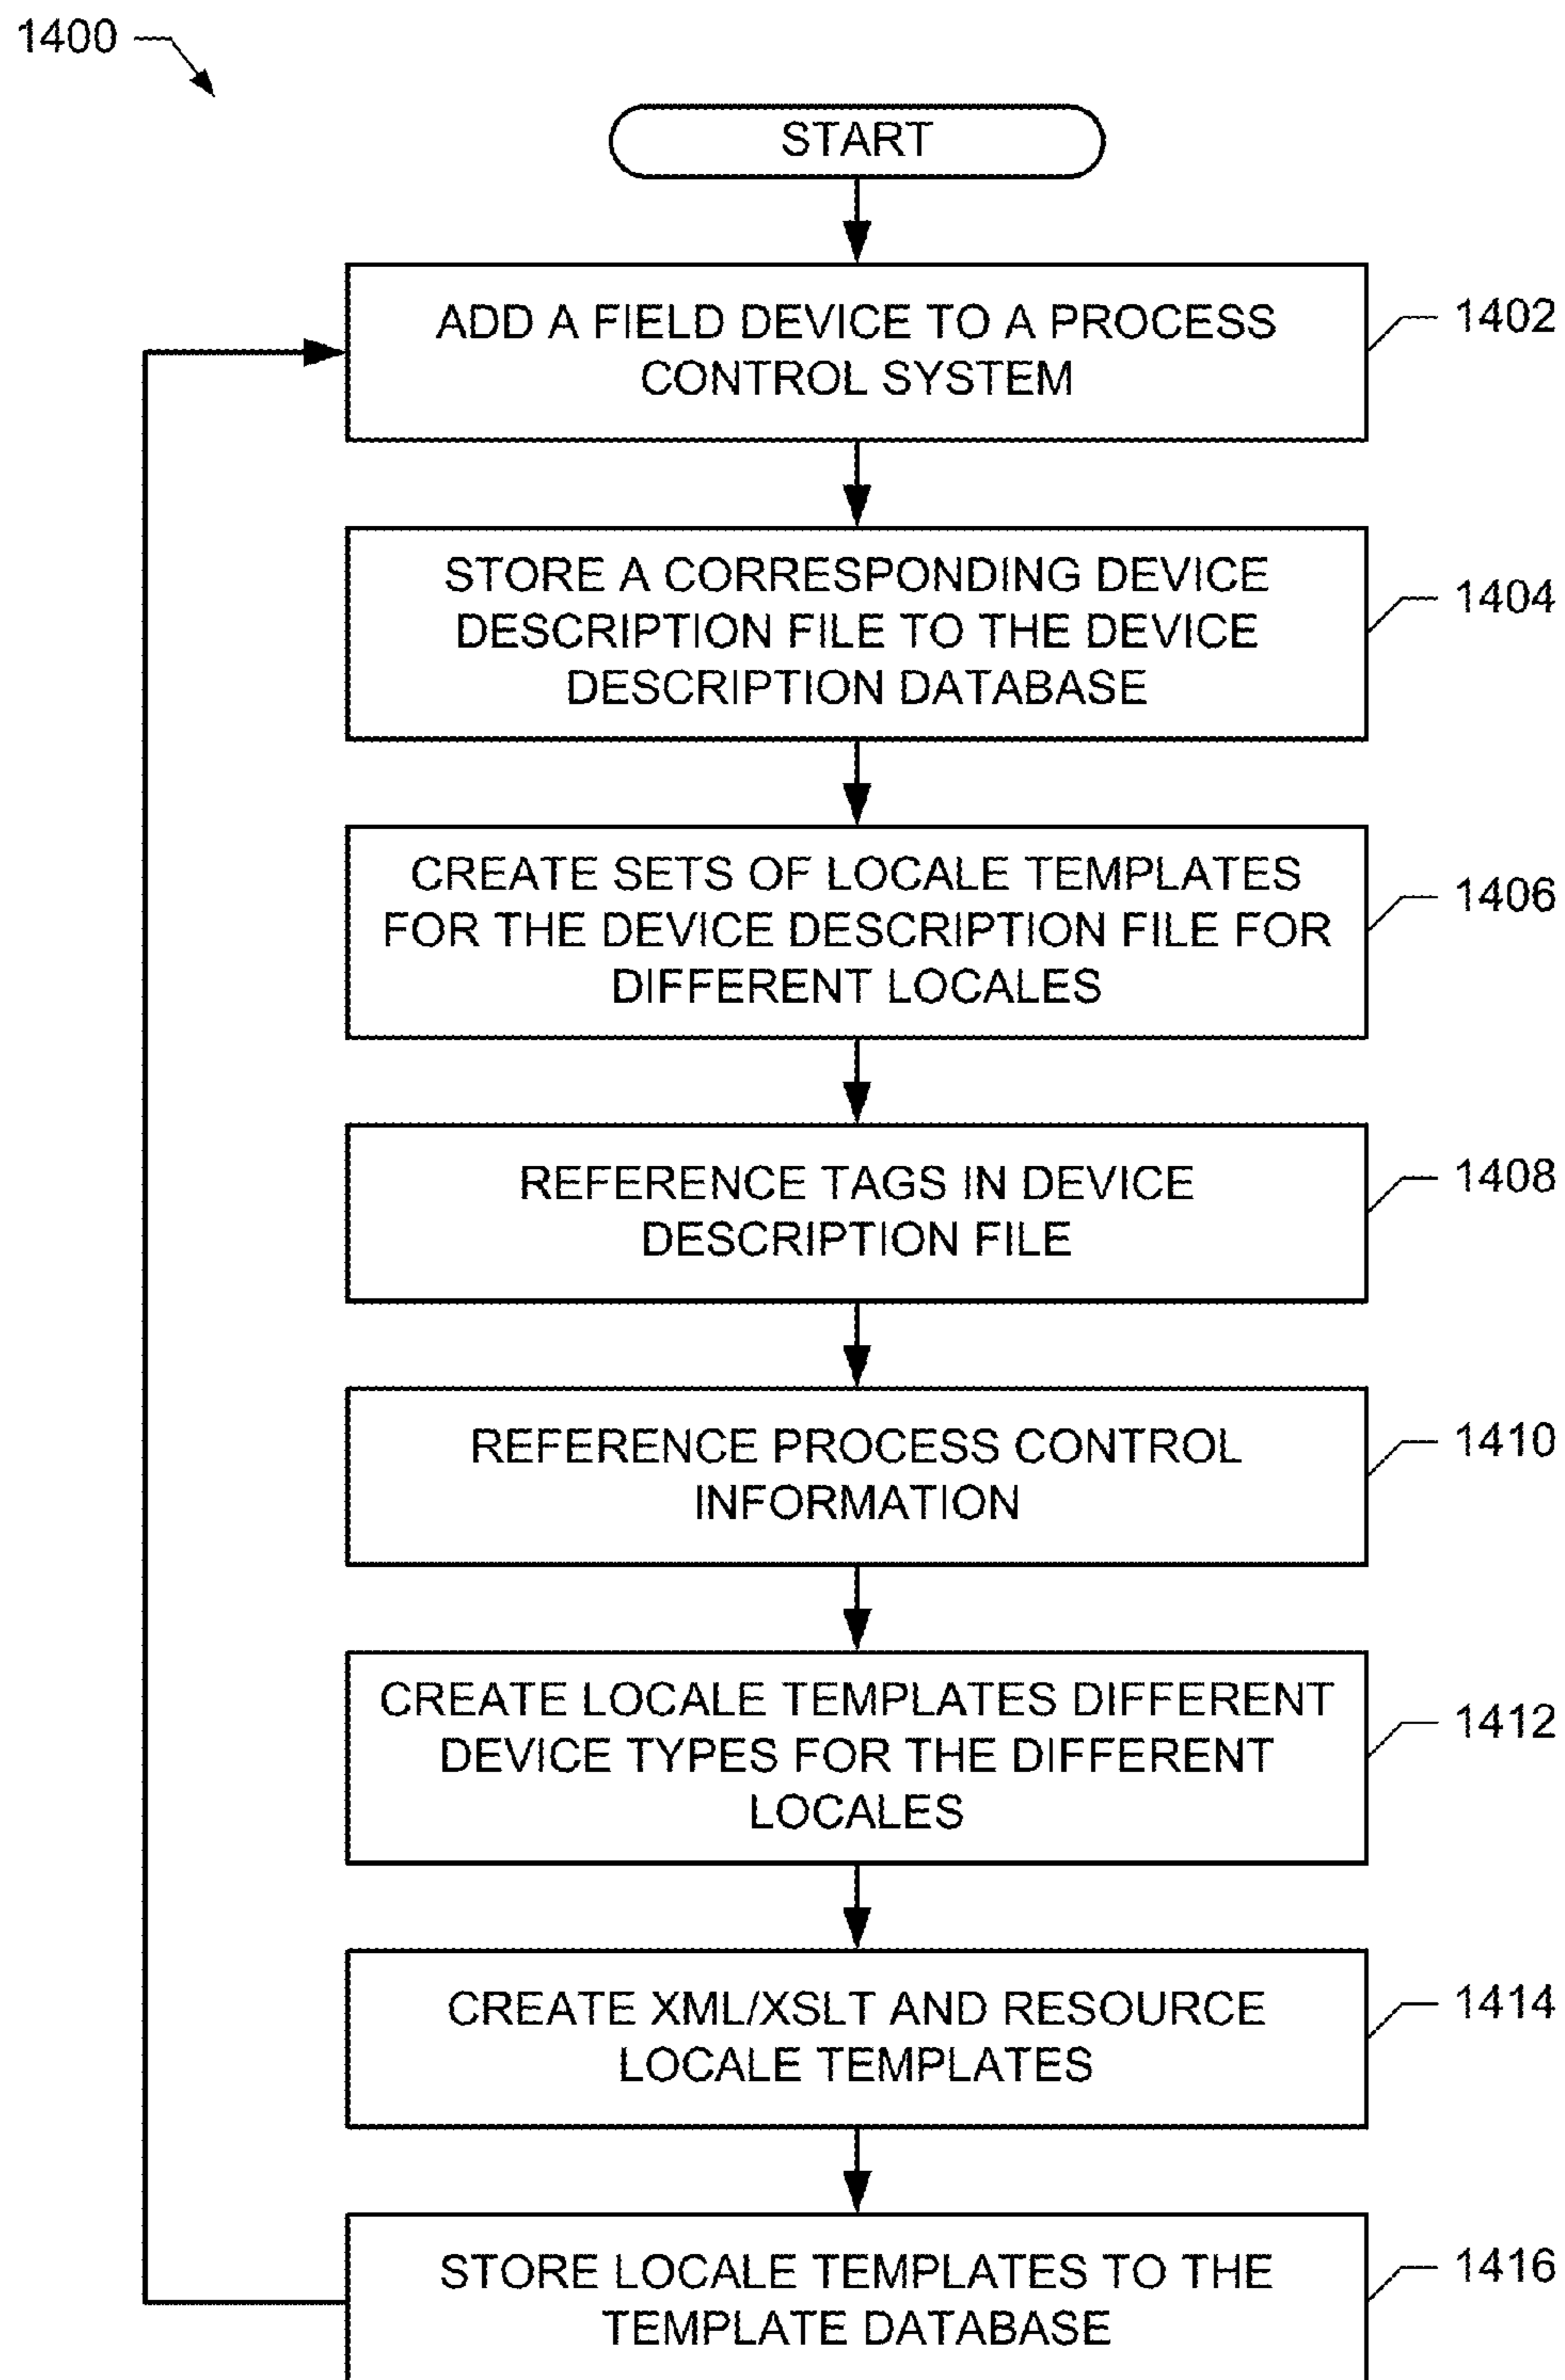 1400
START
ADD A FIELD DEVICE TO A PROCESS
CONTROL SYSTEM
1402
STORE A CORRESPONDING DEVICE
DESCRIPTION FILE TO THE DEVICE
DESCRIPTION DATABASE
1404
CREATE SETS OF LOCALE TEMPLATES
FOR THE DEVICE DESCRIPTION FILE FOR
DIFFERENT LOCALES
1406
REFERENCE TAGS IN DEVICE
DESCRIPTION FILE
1408
REFERENCE PROCESS CONTROL
INFORMATION
1410
CREATE LOCALE TEMPLATES DIFFERENT
DEVICE TYPES FOR THE DIFFERENT
LOCALES
1412
CREATE XML/XSLT AND RESOURCE
LOCALE TEMPLATES
1414
STORE LOCALE TEMPLATES TO THE
TEMPLATE DATABASE
1416